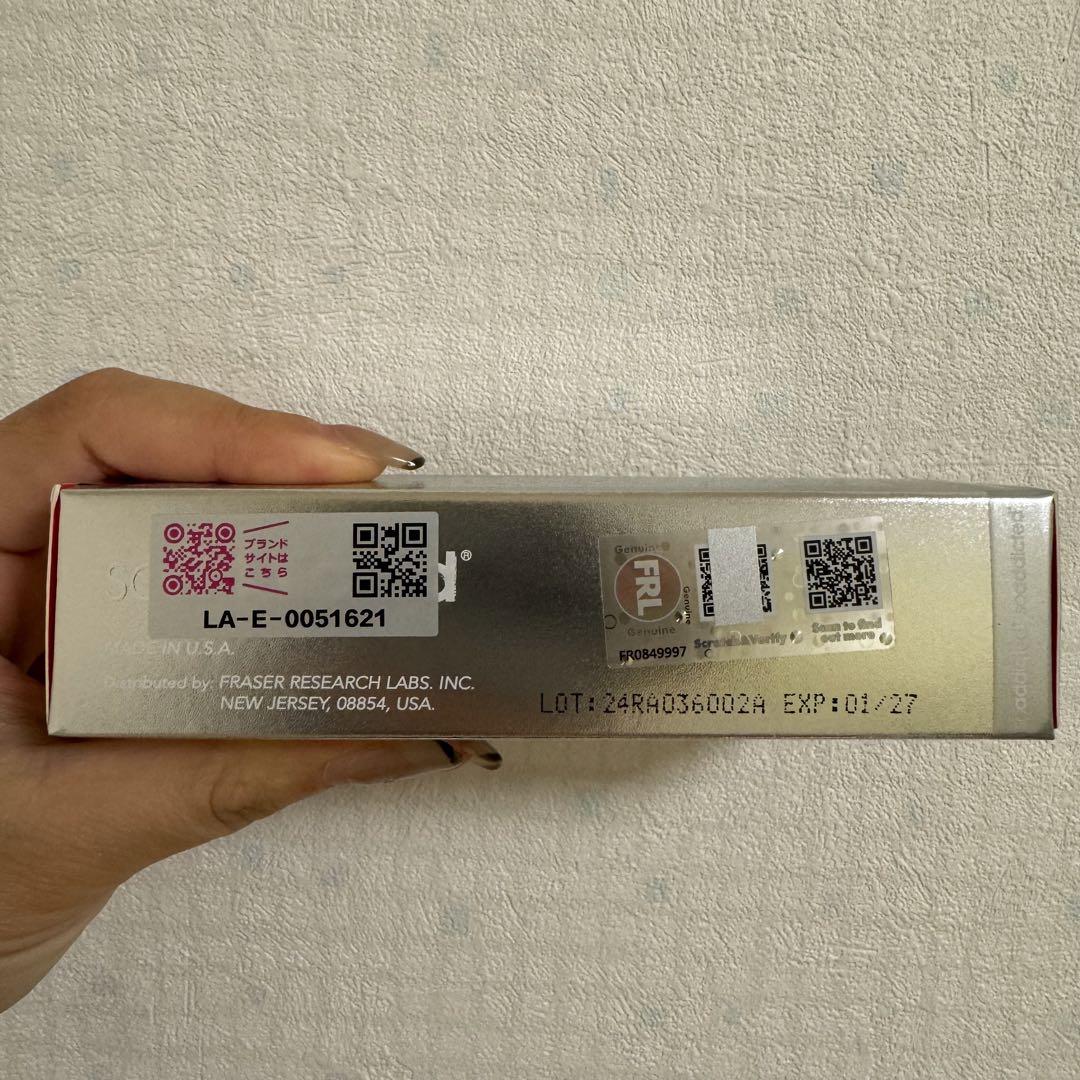 ブランド
サイトは
こちら
LA-E-0051621
®
MADE IN U.S.A.
Distributed by: FRASER RESEARCH LABS. INC.
NEW JERSEY, 08854, USA.
Genuine
FRL
Genuine
Genuine
FR0849997
Scratch&Verify
Scan to find
out more
LOT:24RA036002A EXP:01/27